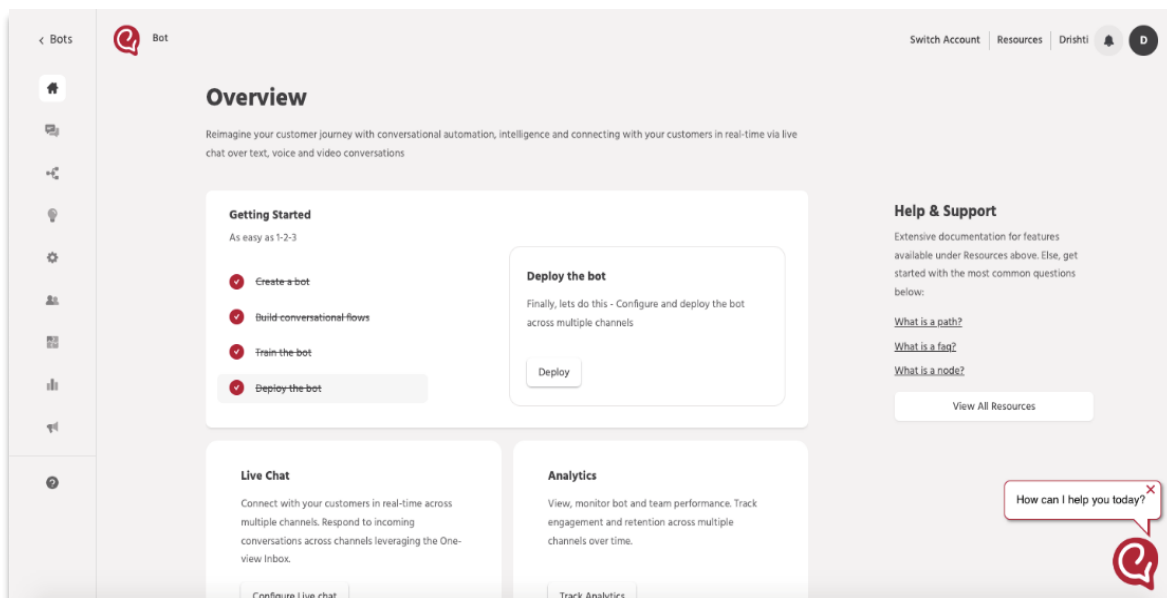 Bots
Bot
Switch Account
Resources
Drishti
D
Overview
Reimagine your customer journey with conversational automation, intelligence and connecting with your customers in real-time via live
chat over text, voice and video conversations
Getting Started
As easy as 1-2-3
Create a bot
Build conversational flows
Train the bot
Deploy the bot
Deploy the bot
Finally, lets do this - Configure and deploy the bot
across multiple channels
Deploy
Help & Support
Extensive documentation for features
available under Resources above. Else, get
started with the most common questions
below:
What is a path?
What is a faq?
What is a node?
View All Resources
Live Chat
Connect with your customers in real-time across
multiple channels. Respond to incoming
conversations across channels leveraging the One-
view Inbox.
Configure Live chat
Analytics
View, monitor bot and team performance. Track
engagement and retention across multiple
channels over time.
Track Analytics
How can I help you today?